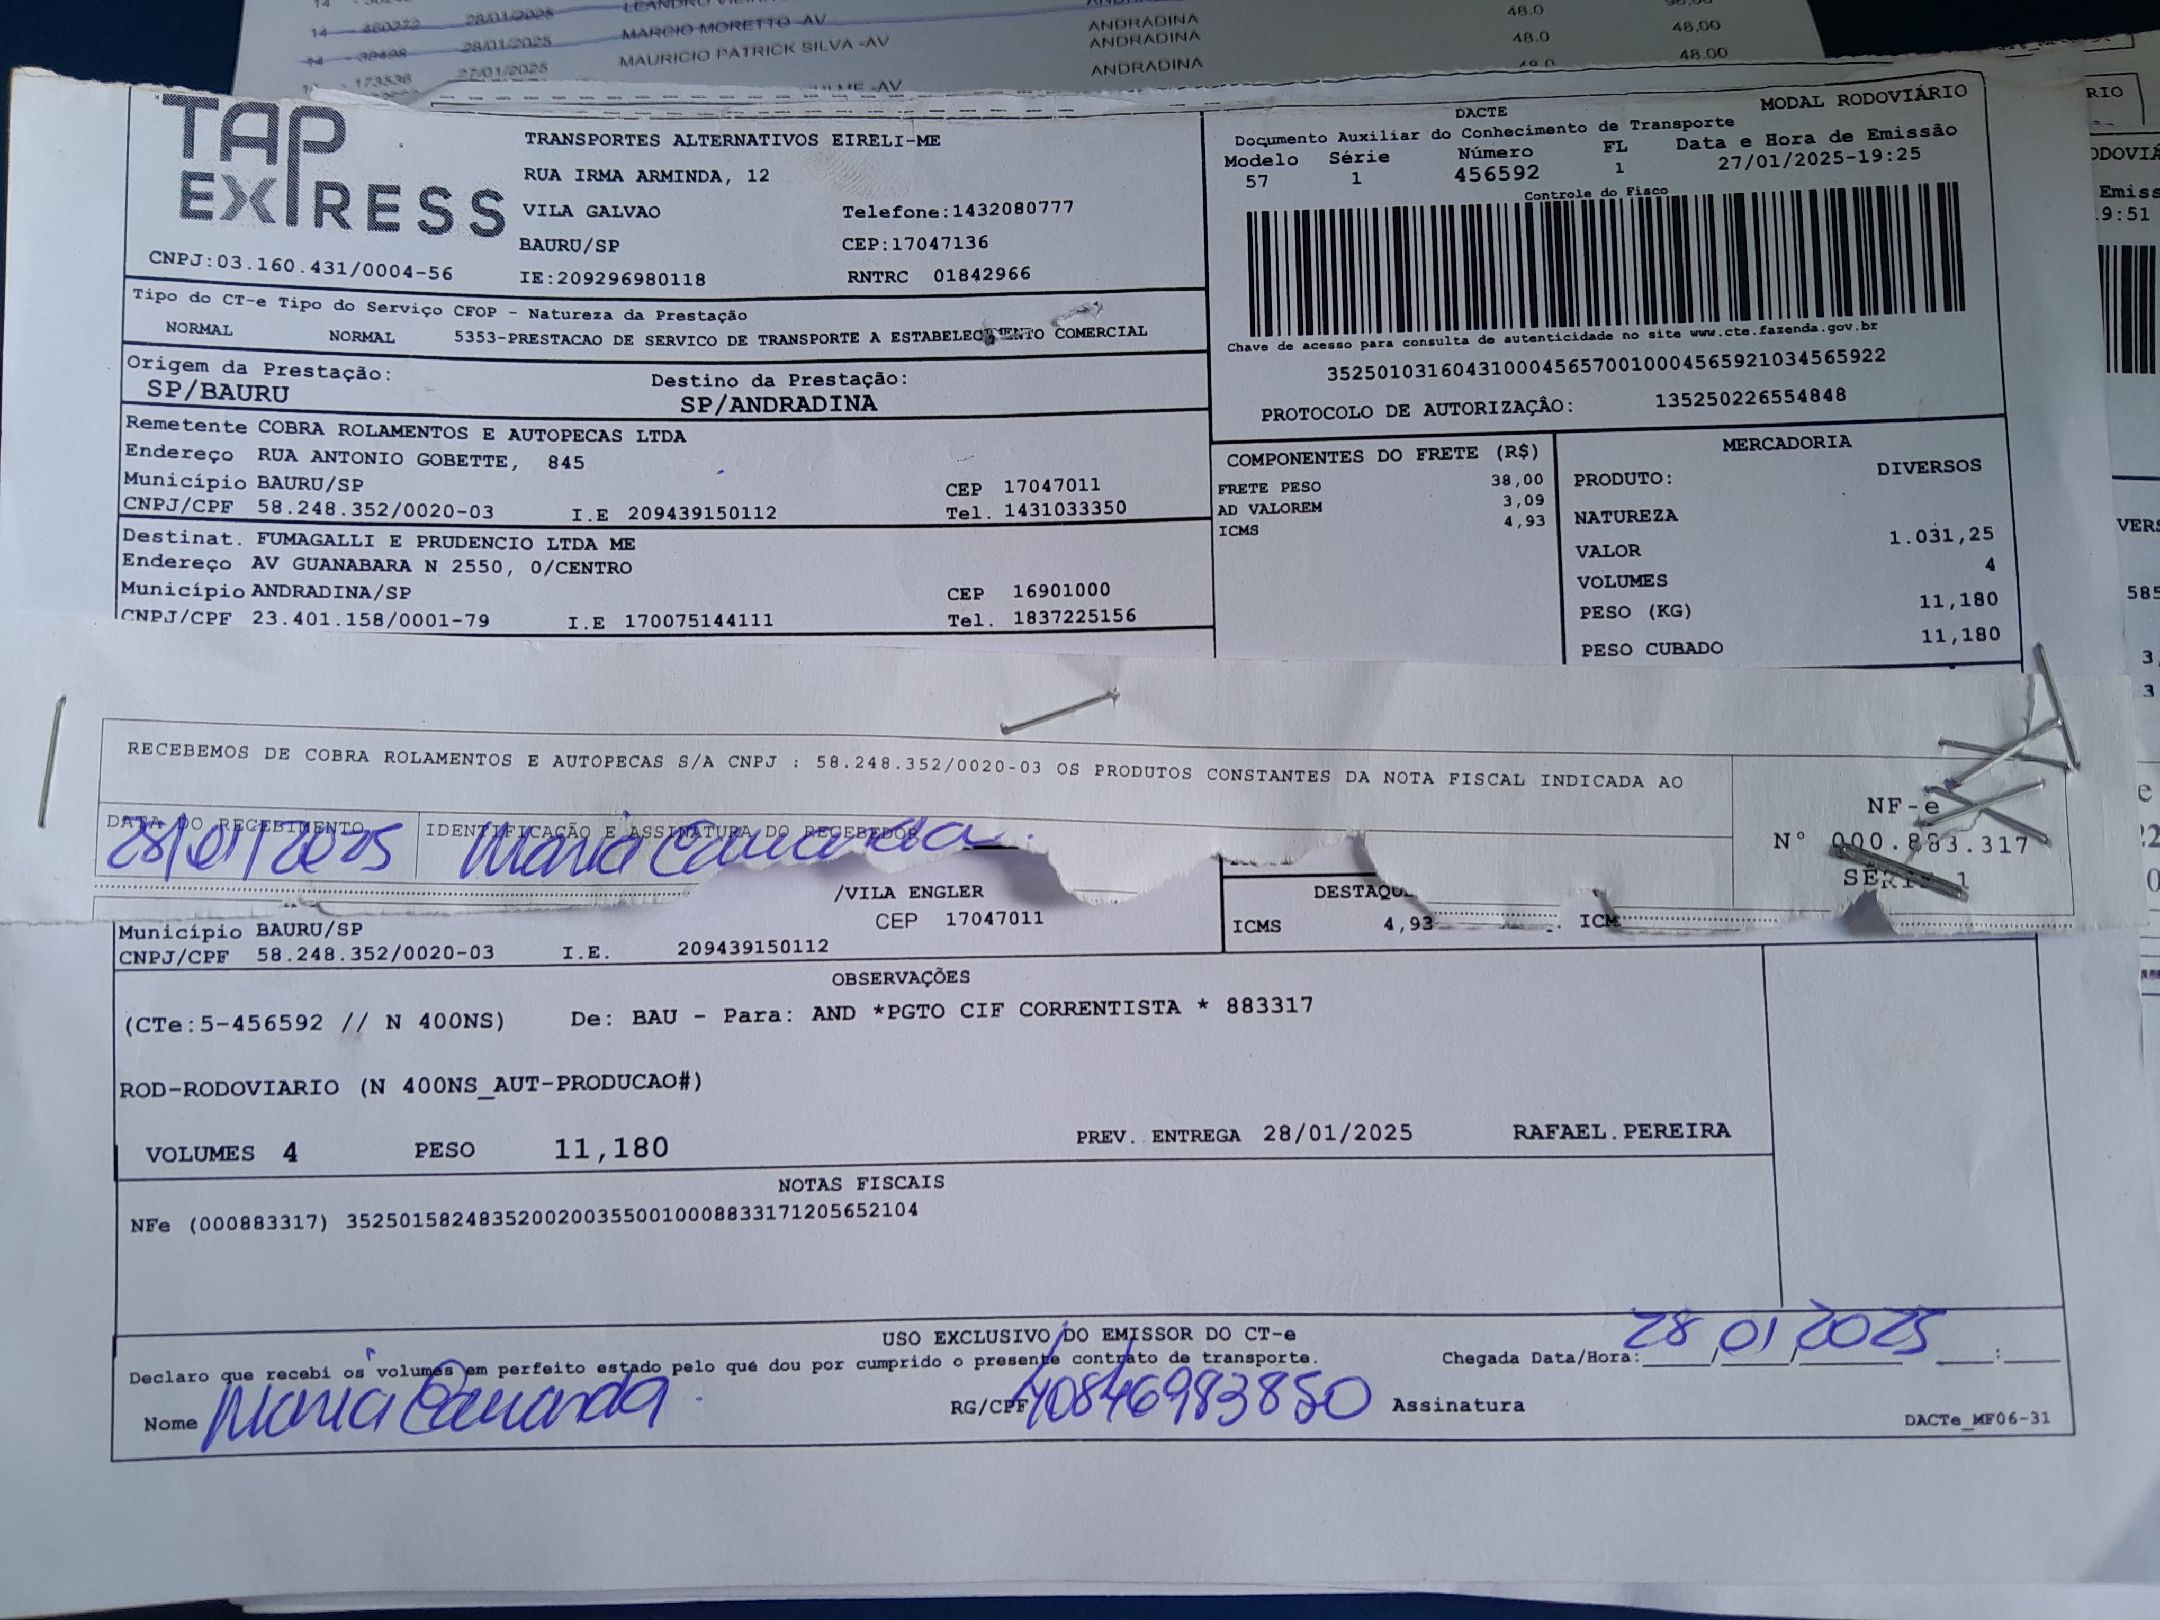 14 460272 28/01/2025 MARCIO MORETTO -AV ANDRADINA 48.0
14 - 30498 28/01/2025 MAURICIO PATRICK SILVA -AV ANDRADINA 48.0 48,00
173536 27/01/2025 ANDRADINA 48.00
TAP EXPRESS
CNPJ:03.160.431/0004-56
TRANSPORTES ALTERNATIVOS EIRELI-ME
RUA IRMA ARMINDA, 12
VILA GALVAO Telefone:1432080777
BAURU/SP CEP:17047136
IE:209296980118 RNTRC 01842966
DACTE MODAL RODOVIÁRIO
Documento Auxiliar do Conhecimento de Transporte
Modelo Série Número FL Data e Hora de Emissão
57 1 456592 1 27/01/2025-19:25
Controle do Fisco
Chave de acesso para consulta de autenticidade no site www.cte.fazenda.gov.br
35250103160431000456570010004565921034565922
PROTOCOLO DE AUTORIZAÇÃO: 135250226554848
Tipo do CT-e Tipo do Serviço CFOP - Natureza da Prestação
NORMAL NORMAL 5353-PRESTACAO DE SERVICO DE TRANSPORTE A ESTABELECIMENTO COMERCIAL
Origem da Prestação: Destino da Prestação:
SP/BAURU SP/ANDRADINA
Remetente COBRA ROLAMENTOS E AUTOPECAS LTDA
Endereço RUA ANTONIO GOBETTE, 845
Município BAURU/SP CEP 17047011
CNPJ/CPF 58.248.352/0020-03 I.E 209439150112 Tel. 1431033350
Destinat. FUMAGALLI E PRUDENCIO LTDA ME
Endereço AV GUANABARA N 2550, 0/CENTRO
Município ANDRADINA/SP CEP 16901000
CNPJ/CPF 23.401.158/0001-79 I.E 170075144111 Tel. 1837225156
COMPONENTES DO FRETE (R$)
FRETE PESO 38,00
AD VALOREM 3,09
ICMS 4,93
MERCADORIA
PRODUTO: DIVERSOS
NATUREZA
VALOR 1.031,25
VOLUMES 4
PESO (KG) 11,180
PESO CUBADO 11,180
RECEBEMOS DE COBRA ROLAMENTOS E AUTOPECAS S/A CNPJ : 58.248.352/0020-03 OS PRODUTOS CONSTANTES DA NOTA FISCAL INDICADA AO
DATA DO RECEBIMENTO IDENTIFICAÇÃO E ASSINATURA DO RECEBEDOR
28/01/2025 Maria Eduarda
NF-e
N° 000.883.317
SÉRIE 1
/VILA ENGLER
CEP 17047011
DESTAQU
ICMS 4,93 ICM
Município BAURU/SP
CNPJ/CPF 58.248.352/0020-03 I.E. 209439150112
OBSERVAÇÕES
(CTe:5-456592 // N 400NS) De: BAU - Para: AND *PGTO CIF CORRENTISTA * 883317
ROD-RODOVIARIO (N 400NS_AUT-PRODUCAO#)
VOLUMES 4 PESO 11,180 PREV. ENTREGA 28/01/2025 RAFAEL.PEREIRA
NOTAS FISCAIS
NFe (000883317) 35250158248352002003550010008833171205652104
USO EXCLUSIVO DO EMISSOR DO CT-e
Declaro que recebi os volumes em perfeito estado pelo que dou por cumprido o presente contrato de transporte. Chegada Data/Hora: 28/01/2025
Nome Maria Eduarda RG/CPF 40846983850 Assinatura
DACTe_MF06-31